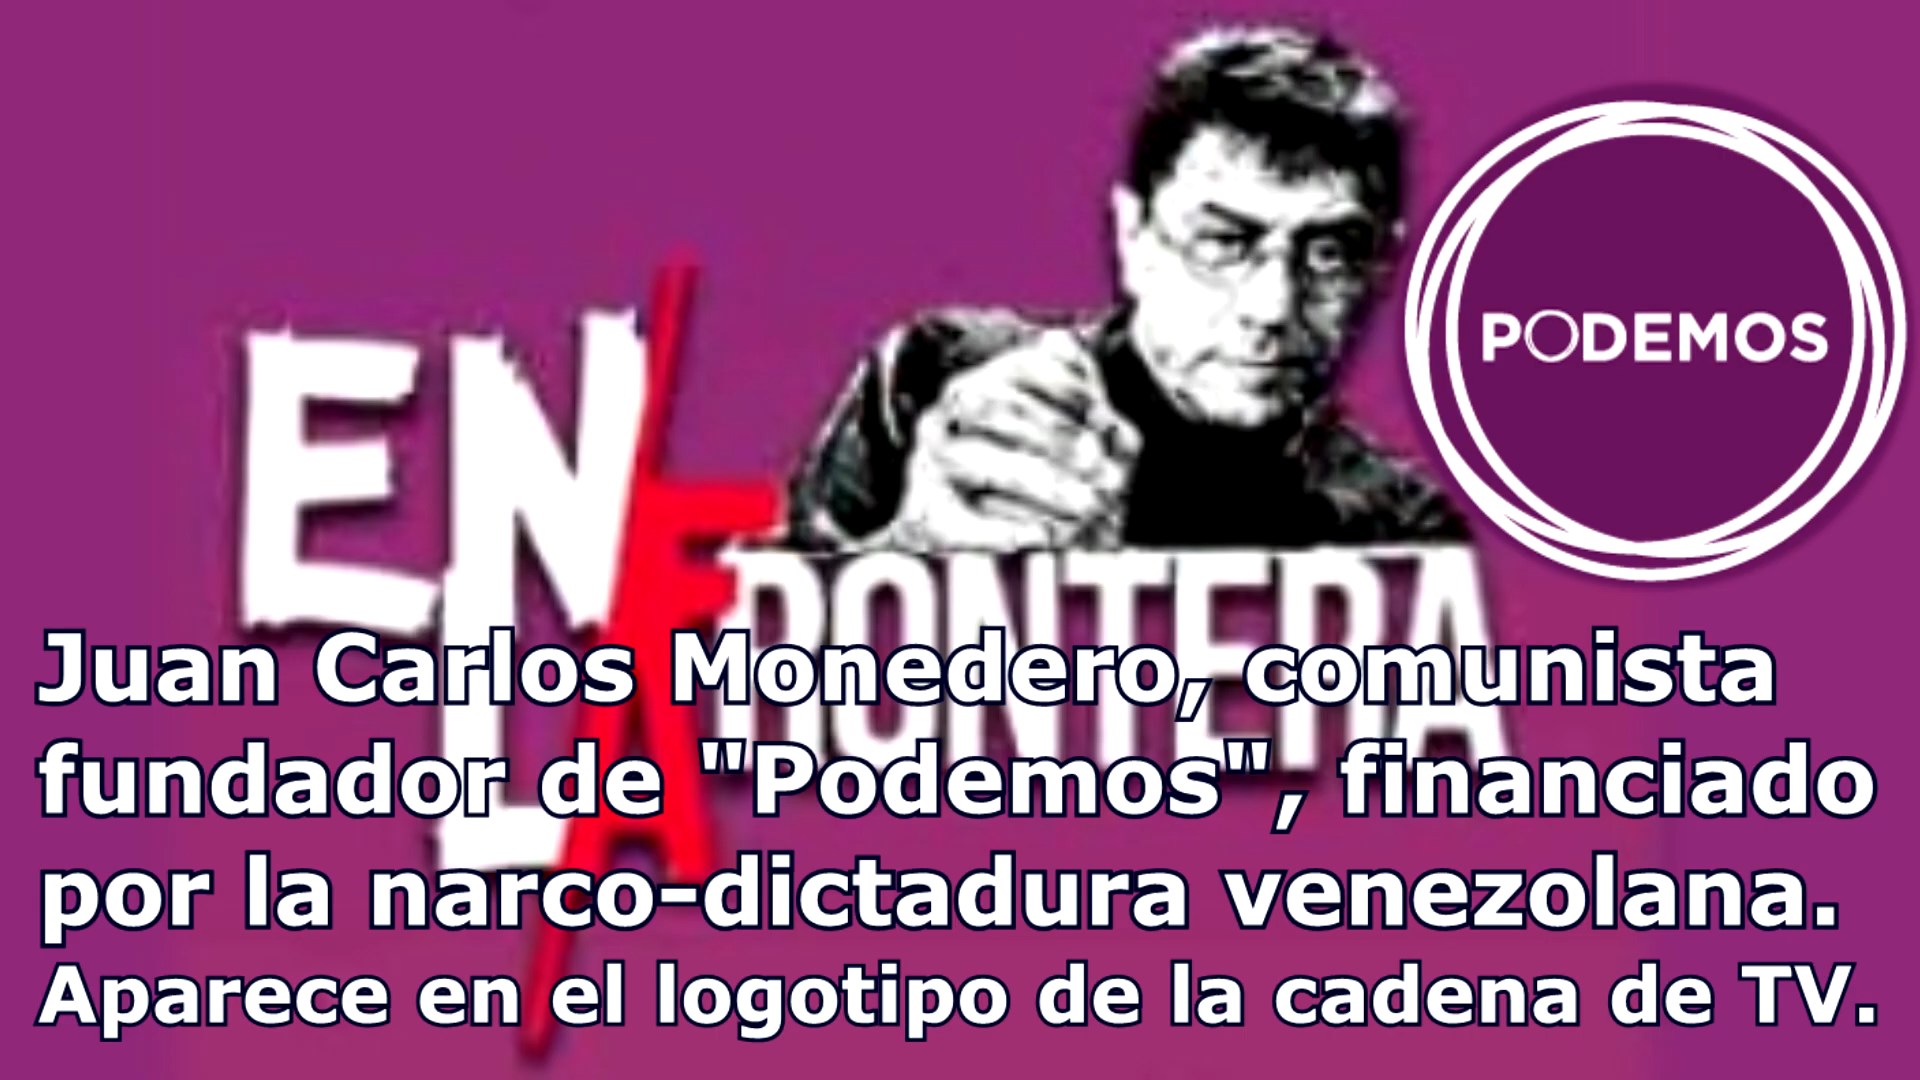 EN
LA
FRONTERA
PODEMOS
Juan Carlos Monedero, comunista
fundador de "Podemos", financiado
por la narco-dictadura venezolana.
Aparece en el logotipo de la cadena de TV.